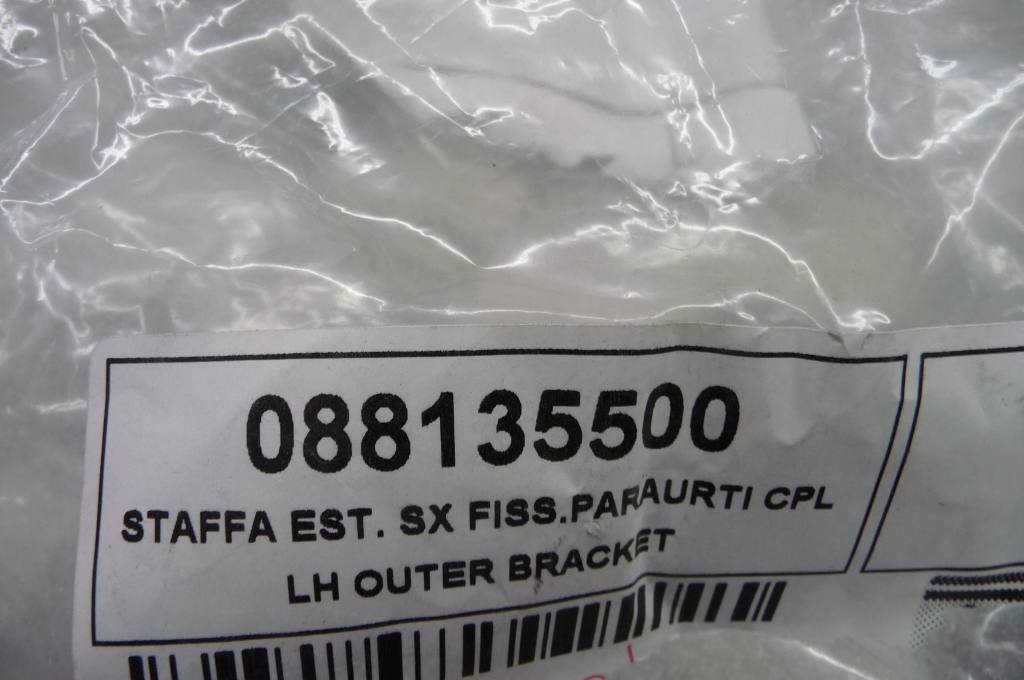 088135500
STAFFA EST. SX FISS.PARAURTI CPL
LH OUTER BRACKET